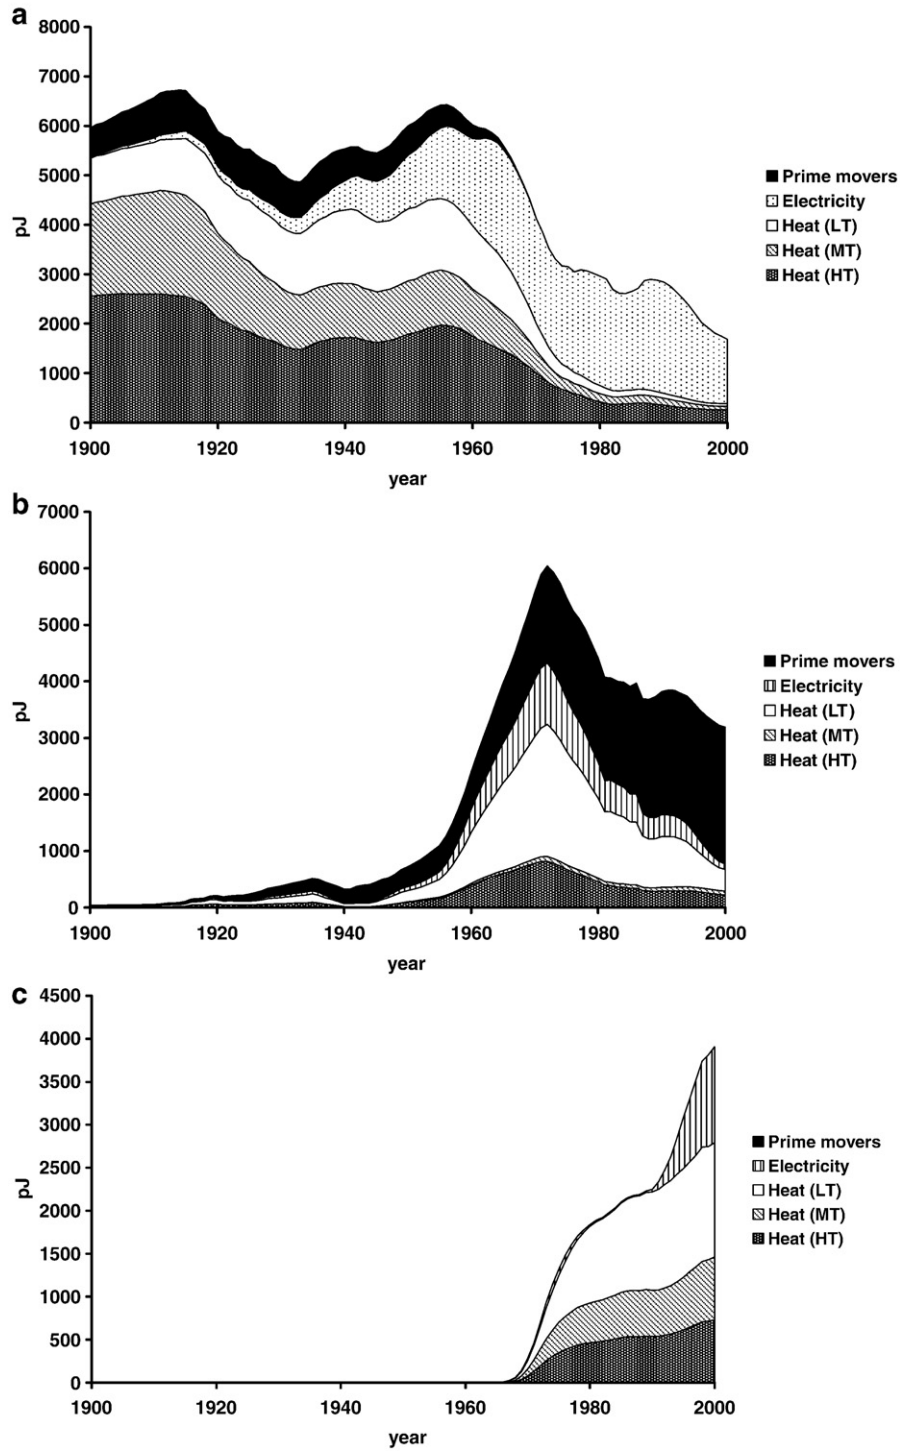 a
8000
7000
6000
5000
4000
3000
2000
1000
0
pJ
1900 1920 1940 1960 1980 2000
year
Prime movers
Electricity
Heat (LT)
Heat (MT)
Heat (HT)
b
7000
6000
5000
4000
3000
2000
1000
0
pJ
1900 1920 1940 1960 1980 2000
year
Prime movers
Electricity
Heat (LT)
Heat (MT)
Heat (HT)
c
4500
4000
3500
3000
2500
2000
1500
1000
500
0
pJ
1900 1920 1940 1960 1980 2000
year
Prime movers
Electricity
Heat (LT)
Heat (MT)
Heat (HT)